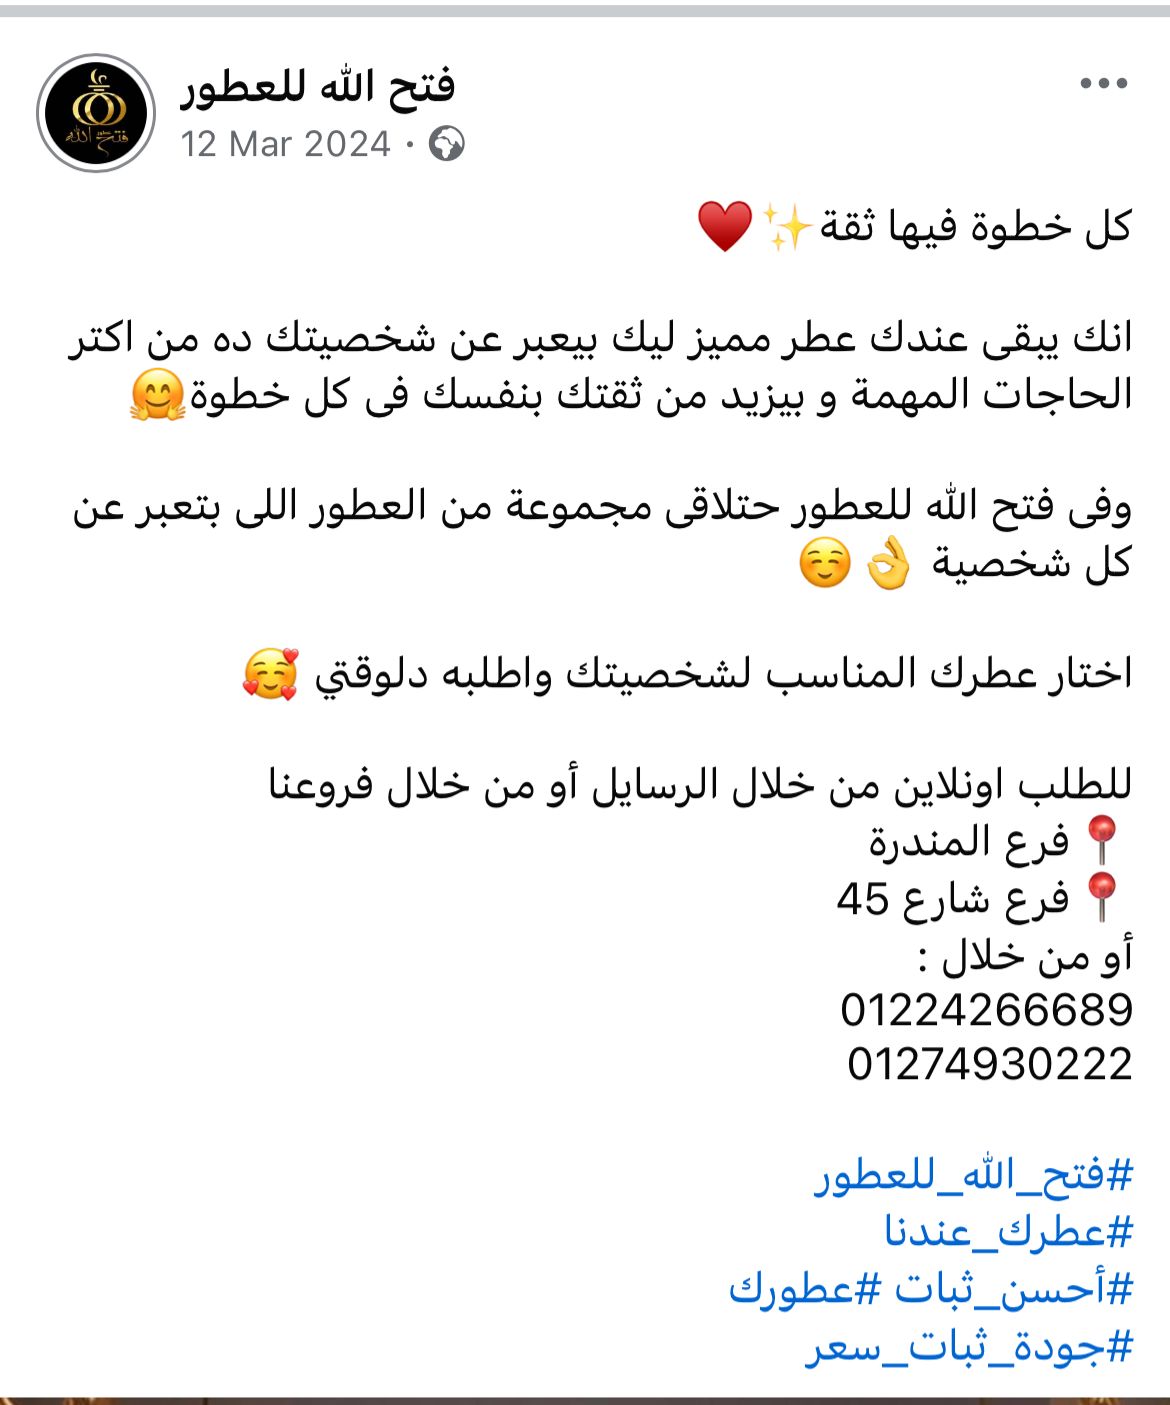 فتح الله للعطور
12 Mar 2024 ·
كل خطوة فيها ثقة✨♥️
انك يبقى عندك عطر مميز ليك بيعبر عن شخصيتك ده من اكتر
الحاجات المهمة و بيزيد من ثقتك بنفسك فى كل خطوة🤗
وفى فتح الله للعطور حتلاقى مجموعة من العطور اللى بتعبر عن
كل شخصية 👌☺️
اختار عطرك المناسب لشخصيتك واطلبه دلوقتي 🥰
للطلب اونلاين من خلال الرسايل أو من خلال فروعنا
📍فرع المندرة
📍فرع شارع 45
أو من خلال :
01224266689
01274930222
#فتح_الله_للعطور
#عطرك_عندنا
#أحسن_ثبات #عطورك
#جودة_ثبات_سعر